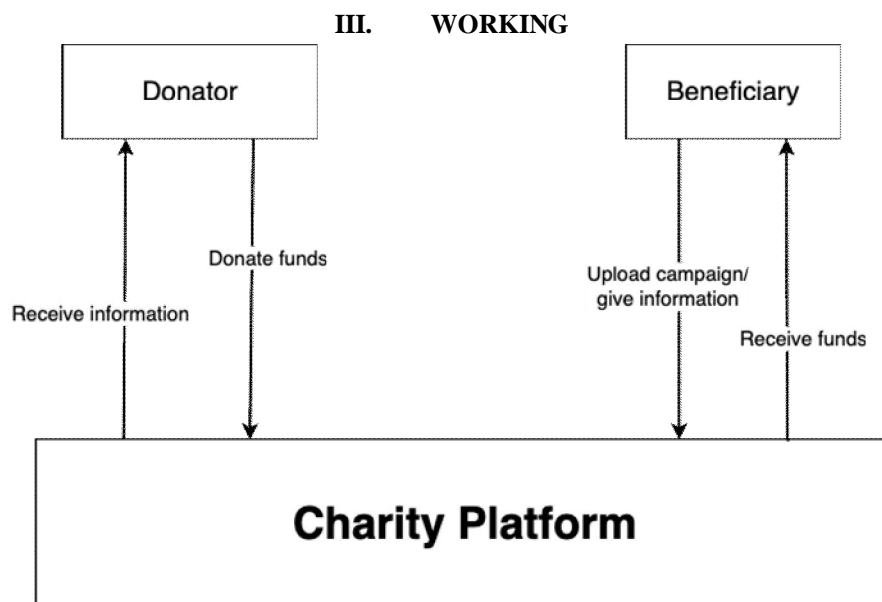 III. WORKING
Donator
Beneficiary
Donate funds
Upload campaign/
give information
Receive information
Receive funds
Charity Platform